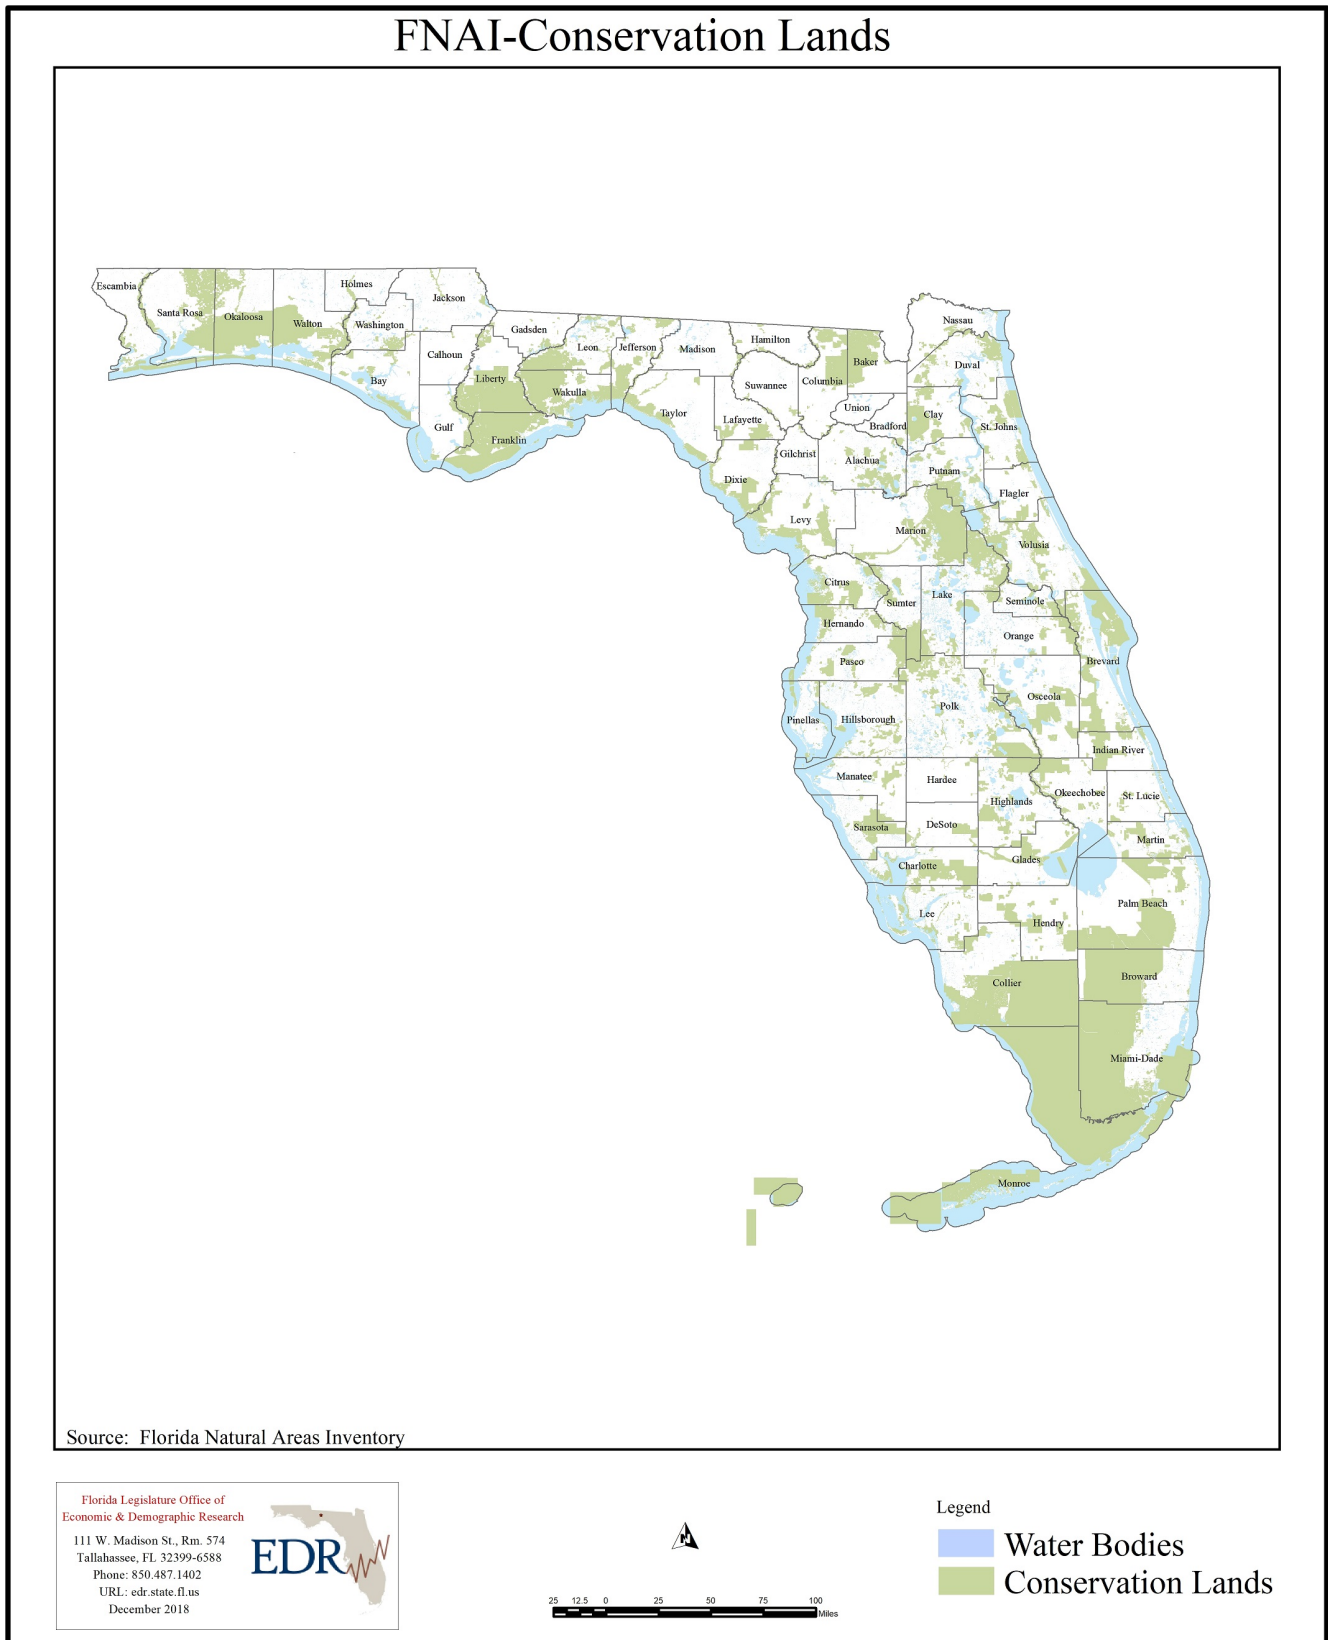 FNAI-Conservation Lands
Escambia
Santa Rosa
Okaloosa
Walton
Holmes
Washington
Jackson
Bay
Calhoun
Gulf
Gadsden
Liberty
Franklin
Leon
Wakulla
Jefferson
Madison
Taylor
Hamilton
Suwannee
Lafayette
Dixie
Columbia
Baker
Union
Bradford
Gilchrist
Alachua
Levy
Nassau
Duval
Clay
St. Johns
Putnam
Flagler
Marion
Volusia
Citrus
Sumter
Lake
Seminole
Hernando
Orange
Pasco
Brevard
Osceola
Pinellas
Hillsborough
Polk
Indian River
Manatee
Hardee
Highlands
Okeechobee
St. Lucie
Sarasota
DeSoto
Martin
Charlotte
Glades
Lee
Hendry
Palm Beach
Collier
Broward
Miami-Dade
Monroe
Source: Florida Natural Areas Inventory
Florida Legislature Office of
Economic & Demographic Research
111 W. Madison St., Rm. 574
Tallahassee, FL 32399-6588
Phone: 850.487.1402
URL: edr.state.fl.us
December 2018
EDR
N
25 12.5 0 25 50 75 100
Miles
Legend
Water Bodies
Conservation Lands